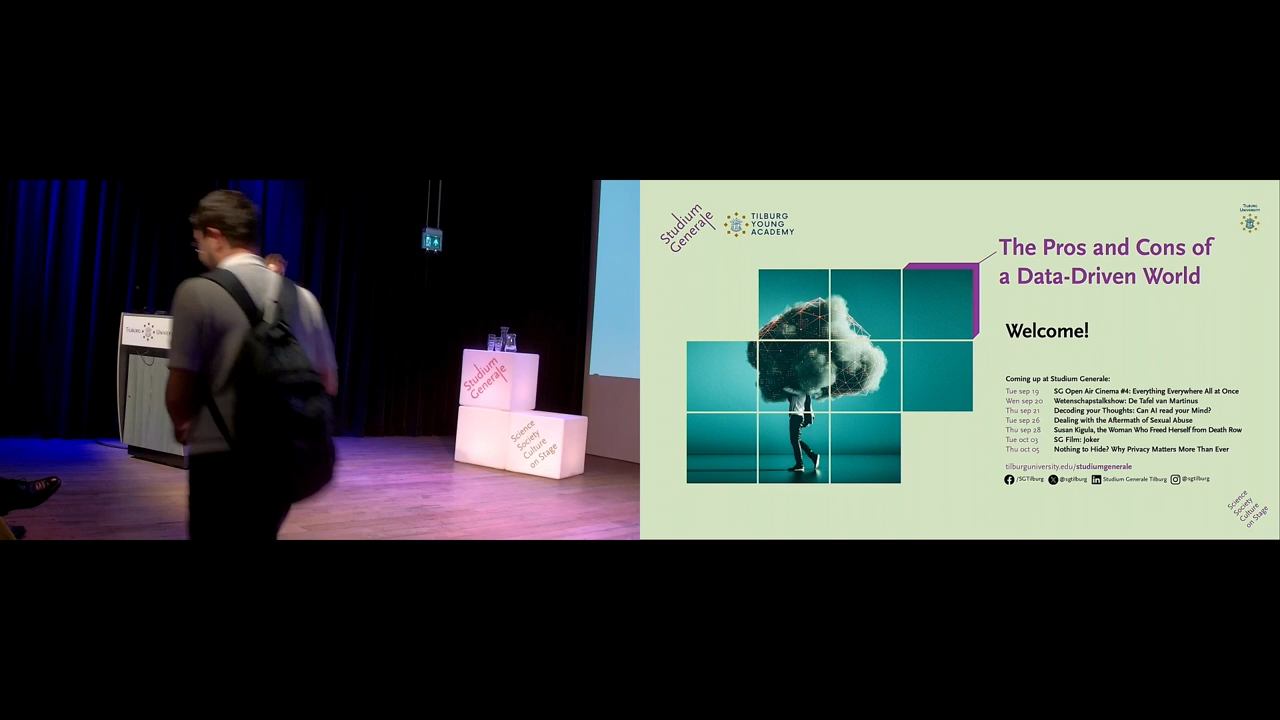 TILBURG UNIVERSITY
Studium
Generale
Science
Society
Culture
on Stage
Studium
Generale
TILBURG
YOUNG
ACADEMY
TILBURG
UNIVERSITY
The Pros and Cons of
a Data-Driven World
Welcome!
Coming up at Studium Generale:
Tue sep 19 SG Open Air Cinema #4: Everything Everywhere All at Once
Wen sep 20 Wetenschapstalkshow: De Tafel van Martinus
Thu sep 21 Decoding your Thoughts: Can AI read your Mind?
Tue sep 26 Dealing with the Aftermath of Sexual Abuse
Thu sep 28 Susan Kigula, the Woman Who Freed Herself from Death Row
Tue oct 03 SG Film: Joker
Thu oct 05 Nothing to Hide? Why Privacy Matters More Than Ever
tilburguniversity.edu/studiumgenerale
/SGTilburg @sgtilburg Studium Generale Tilburg @sgtilburg
Science
Society
Culture
on Stage